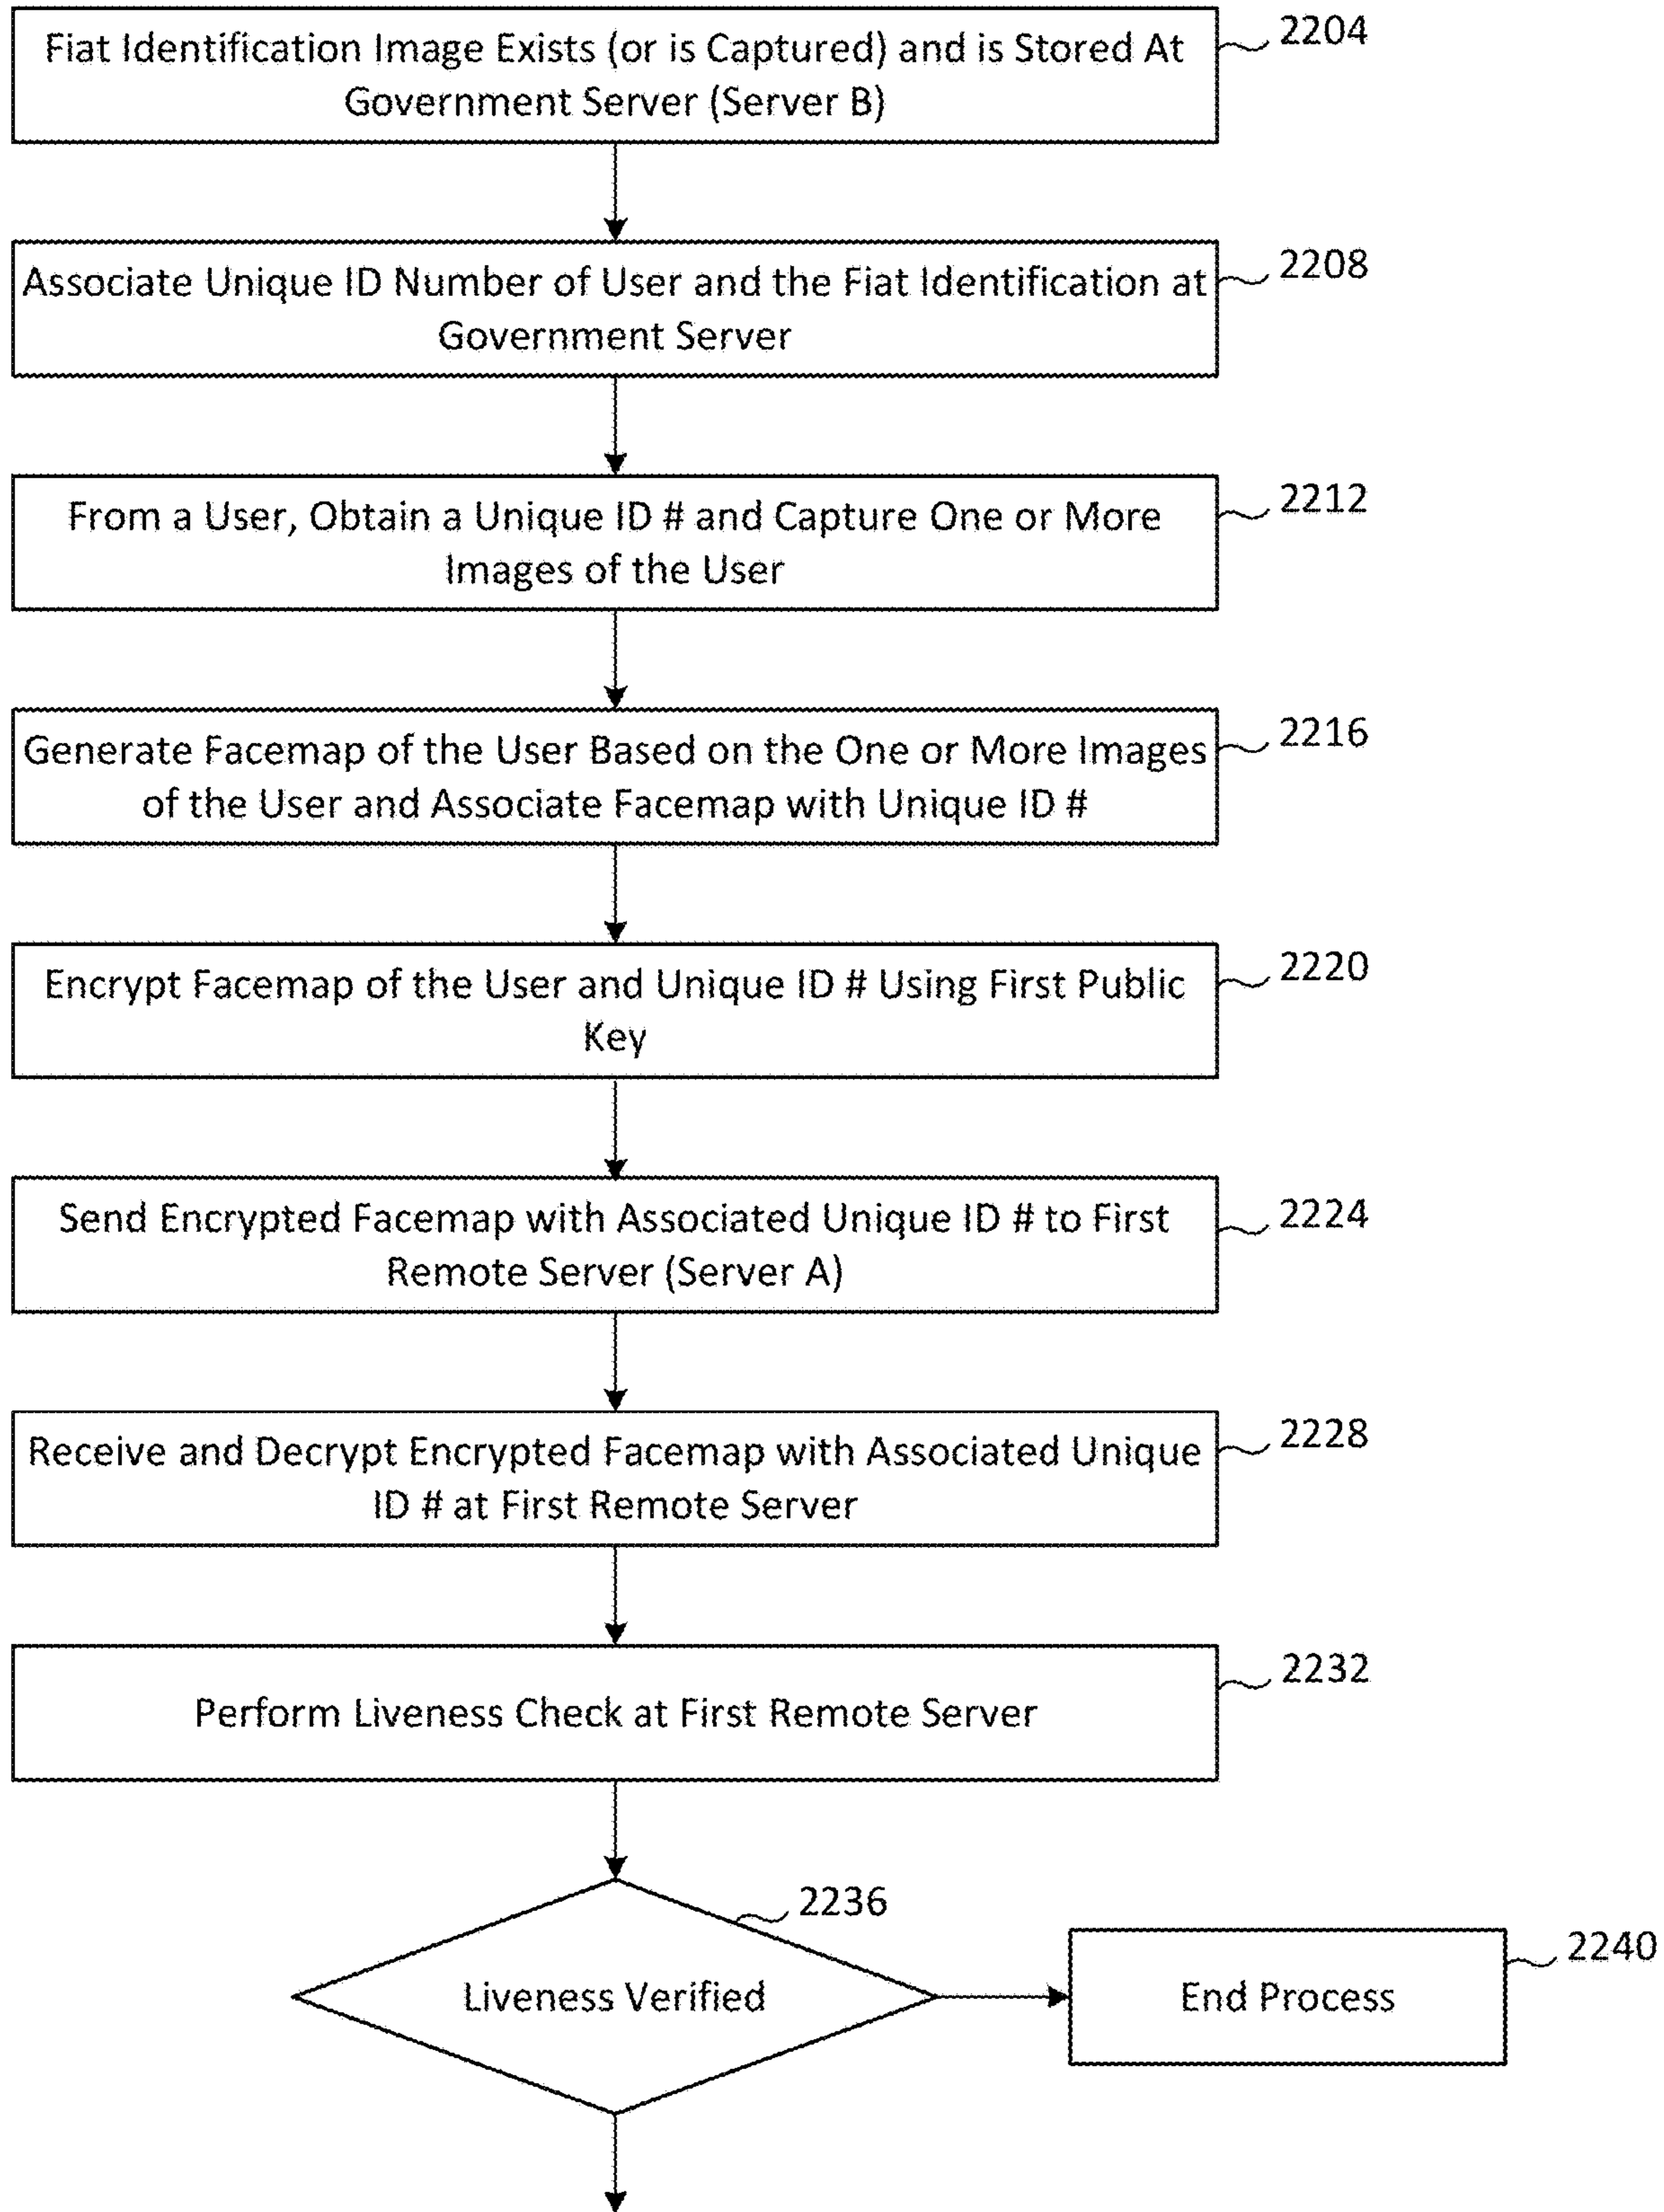 Fiat Identification Image Exists (or is Captured) and is Stored At
Government Server (Server B)
2204
Associate Unique ID Number of User and the Fiat Identification at
Government Server
2208
From a User, Obtain a Unique ID # and Capture One or More
Images of the User
2212
Generate Facemap of the User Based on the One or More Images
of the User and Associate Facemap with Unique ID #
2216
Encrypt Facemap of the User and Unique ID # Using First Public
Key
2220
Send Encrypted Facemap with Associated Unique ID # to First
Remote Server (Server A)
2224
Receive and Decrypt Encrypted Facemap with Associated Unique
ID # at First Remote Server
2228
Perform Liveness Check at First Remote Server
2232
Liveness Verified
2236
End Process
2240